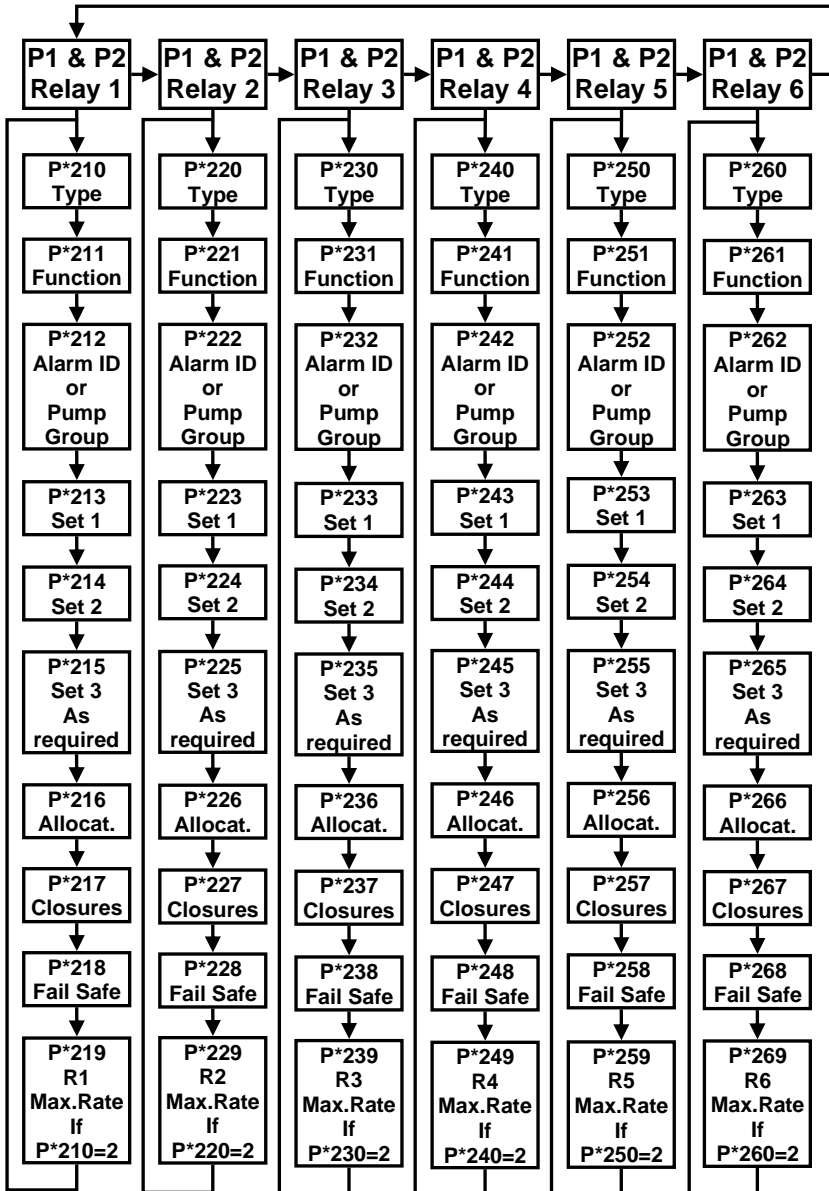 P1 & P2
Relay 1
P1 & P2
Relay 2
P1 & P2
Relay 3
P1 & P2
Relay 4
P1 & P2
Relay 5
P1 & P2
Relay 6
P*210
Type
P*211
Function
P*212
Alarm ID
or
Pump
Group
P*213
Set 1
P*214
Set 2
P*215
Set 3
As
required
P*216
Allocat.
P*217
Closures
P*218
Fail Safe
P*219
R1
Max.Rate
If
P*210=2
P*220
Type
P*221
Function
P*222
Alarm ID
or
Pump
Group
P*223
Set 1
P*224
Set 2
P*225
Set 3
As
required
P*226
Allocat.
P*227
Closures
P*228
Fail Safe
P*229
R2
Max.Rate
If
P*220=2
P*230
Type
P*231
Function
P*232
Alarm ID
or
Pump
Group
P*233
Set 1
P*234
Set 2
P*235
Set 3
As
required
P*236
Allocat.
P*237
Closures
P*238
Fail Safe
P*239
R3
Max.Rate
If
P*230=2
P*240
Type
P*241
Function
P*242
Alarm ID
or
Pump
Group
P*243
Set 1
P*244
Set 2
P*245
Set 3
As
required
P*246
Allocat.
P*247
Closures
P*248
Fail Safe
P*249
R4
Max.Rate
If
P*240=2
P*250
Type
P*251
Function
P*252
Alarm ID
or
Pump
Group
P*253
Set 1
P*254
Set 2
P*255
Set 3
As
required
P*256
Allocat.
P*257
Closures
P*258
Fail Safe
P*259
R5
Max.Rate
If
P*250=2
P*260
Type
P*261
Function
P*262
Alarm ID
or
Pump
Group
P*263
Set 1
P*264
Set 2
P*265
Set 3
As
required
P*266
Allocat.
P*267
Closures
P*268
Fail Safe
P*269
R6
Max.Rate
If
P*260=2